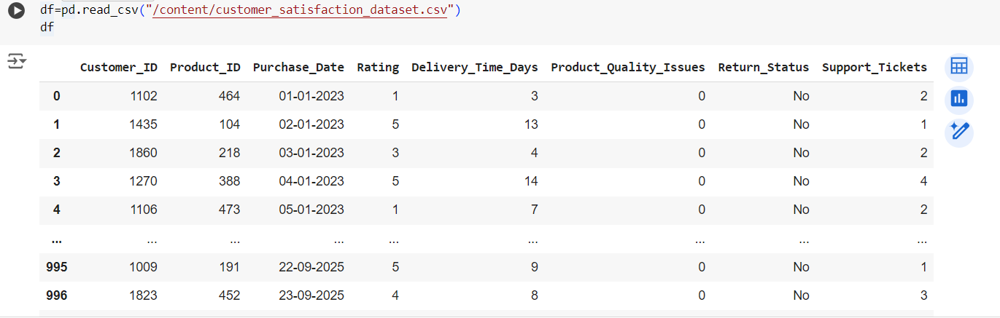 df=pd.read_csv("/content/customer_satisfaction_dataset.csv")
df
Customer_ID Product_ID Purchase_Date Rating Delivery_Time_Days Product_Quality_Issues Return_Status Support_Tickets
0 1102 464 01-01-2023 1 3 0 No 2
1 1435 104 02-01-2023 5 13 0 No 1
2 1860 218 03-01-2023 3 4 0 No 2
3 1270 388 04-01-2023 5 14 0 No 4
4 1106 473 05-01-2023 1 7 0 No 2
... ... ... ... ... ... ... ... ...
995 1009 191 22-09-2025 5 9 0 No 1
996 1823 452 23-09-2025 4 8 0 No 3